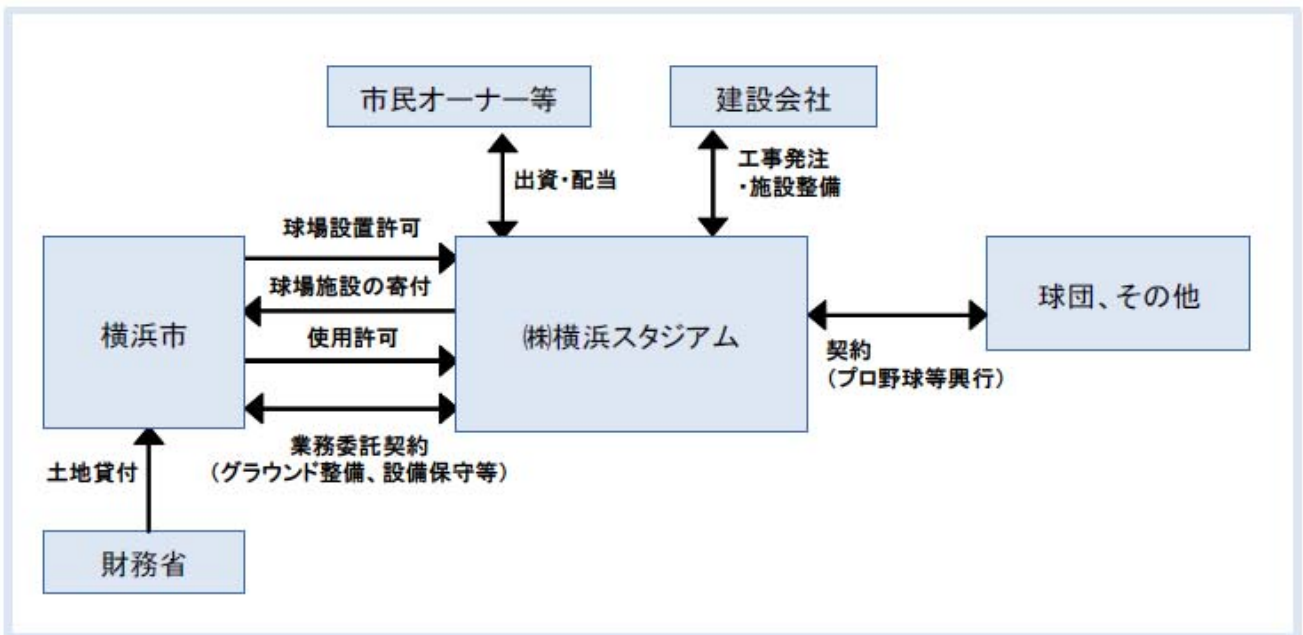 市民オーナー等
建設会社
出資・配当
工事発注
・施設整備
球場設置許可
球場施設の寄付
使用許可
横浜市
㈱横浜スタジアム
球団、その他
契約
（プロ野球等興行）
業務委託契約
（グラウンド整備、設備保守等）
土地貸付
財務省